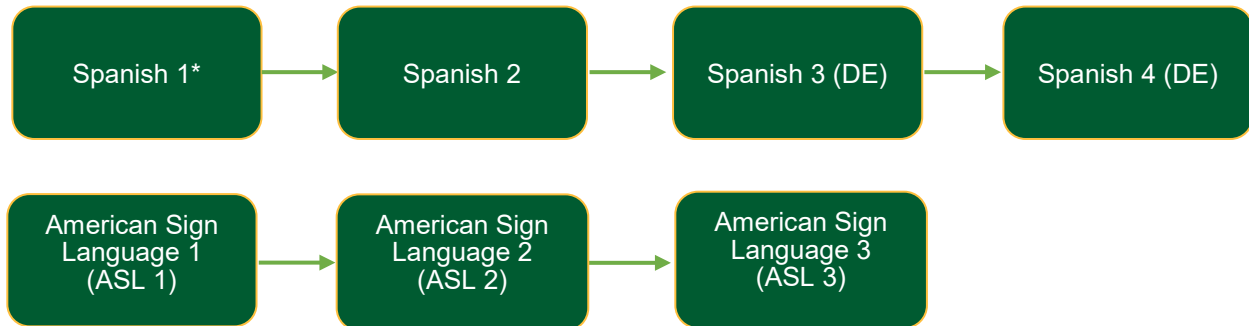 Spanish 1*
Spanish 2
Spanish 3 (DE)
Spanish 4 (DE)
American Sign
Language 1
(ASL 1)
American Sign
Language 2
(ASL 2)
American Sign
Language 3
(ASL 3)